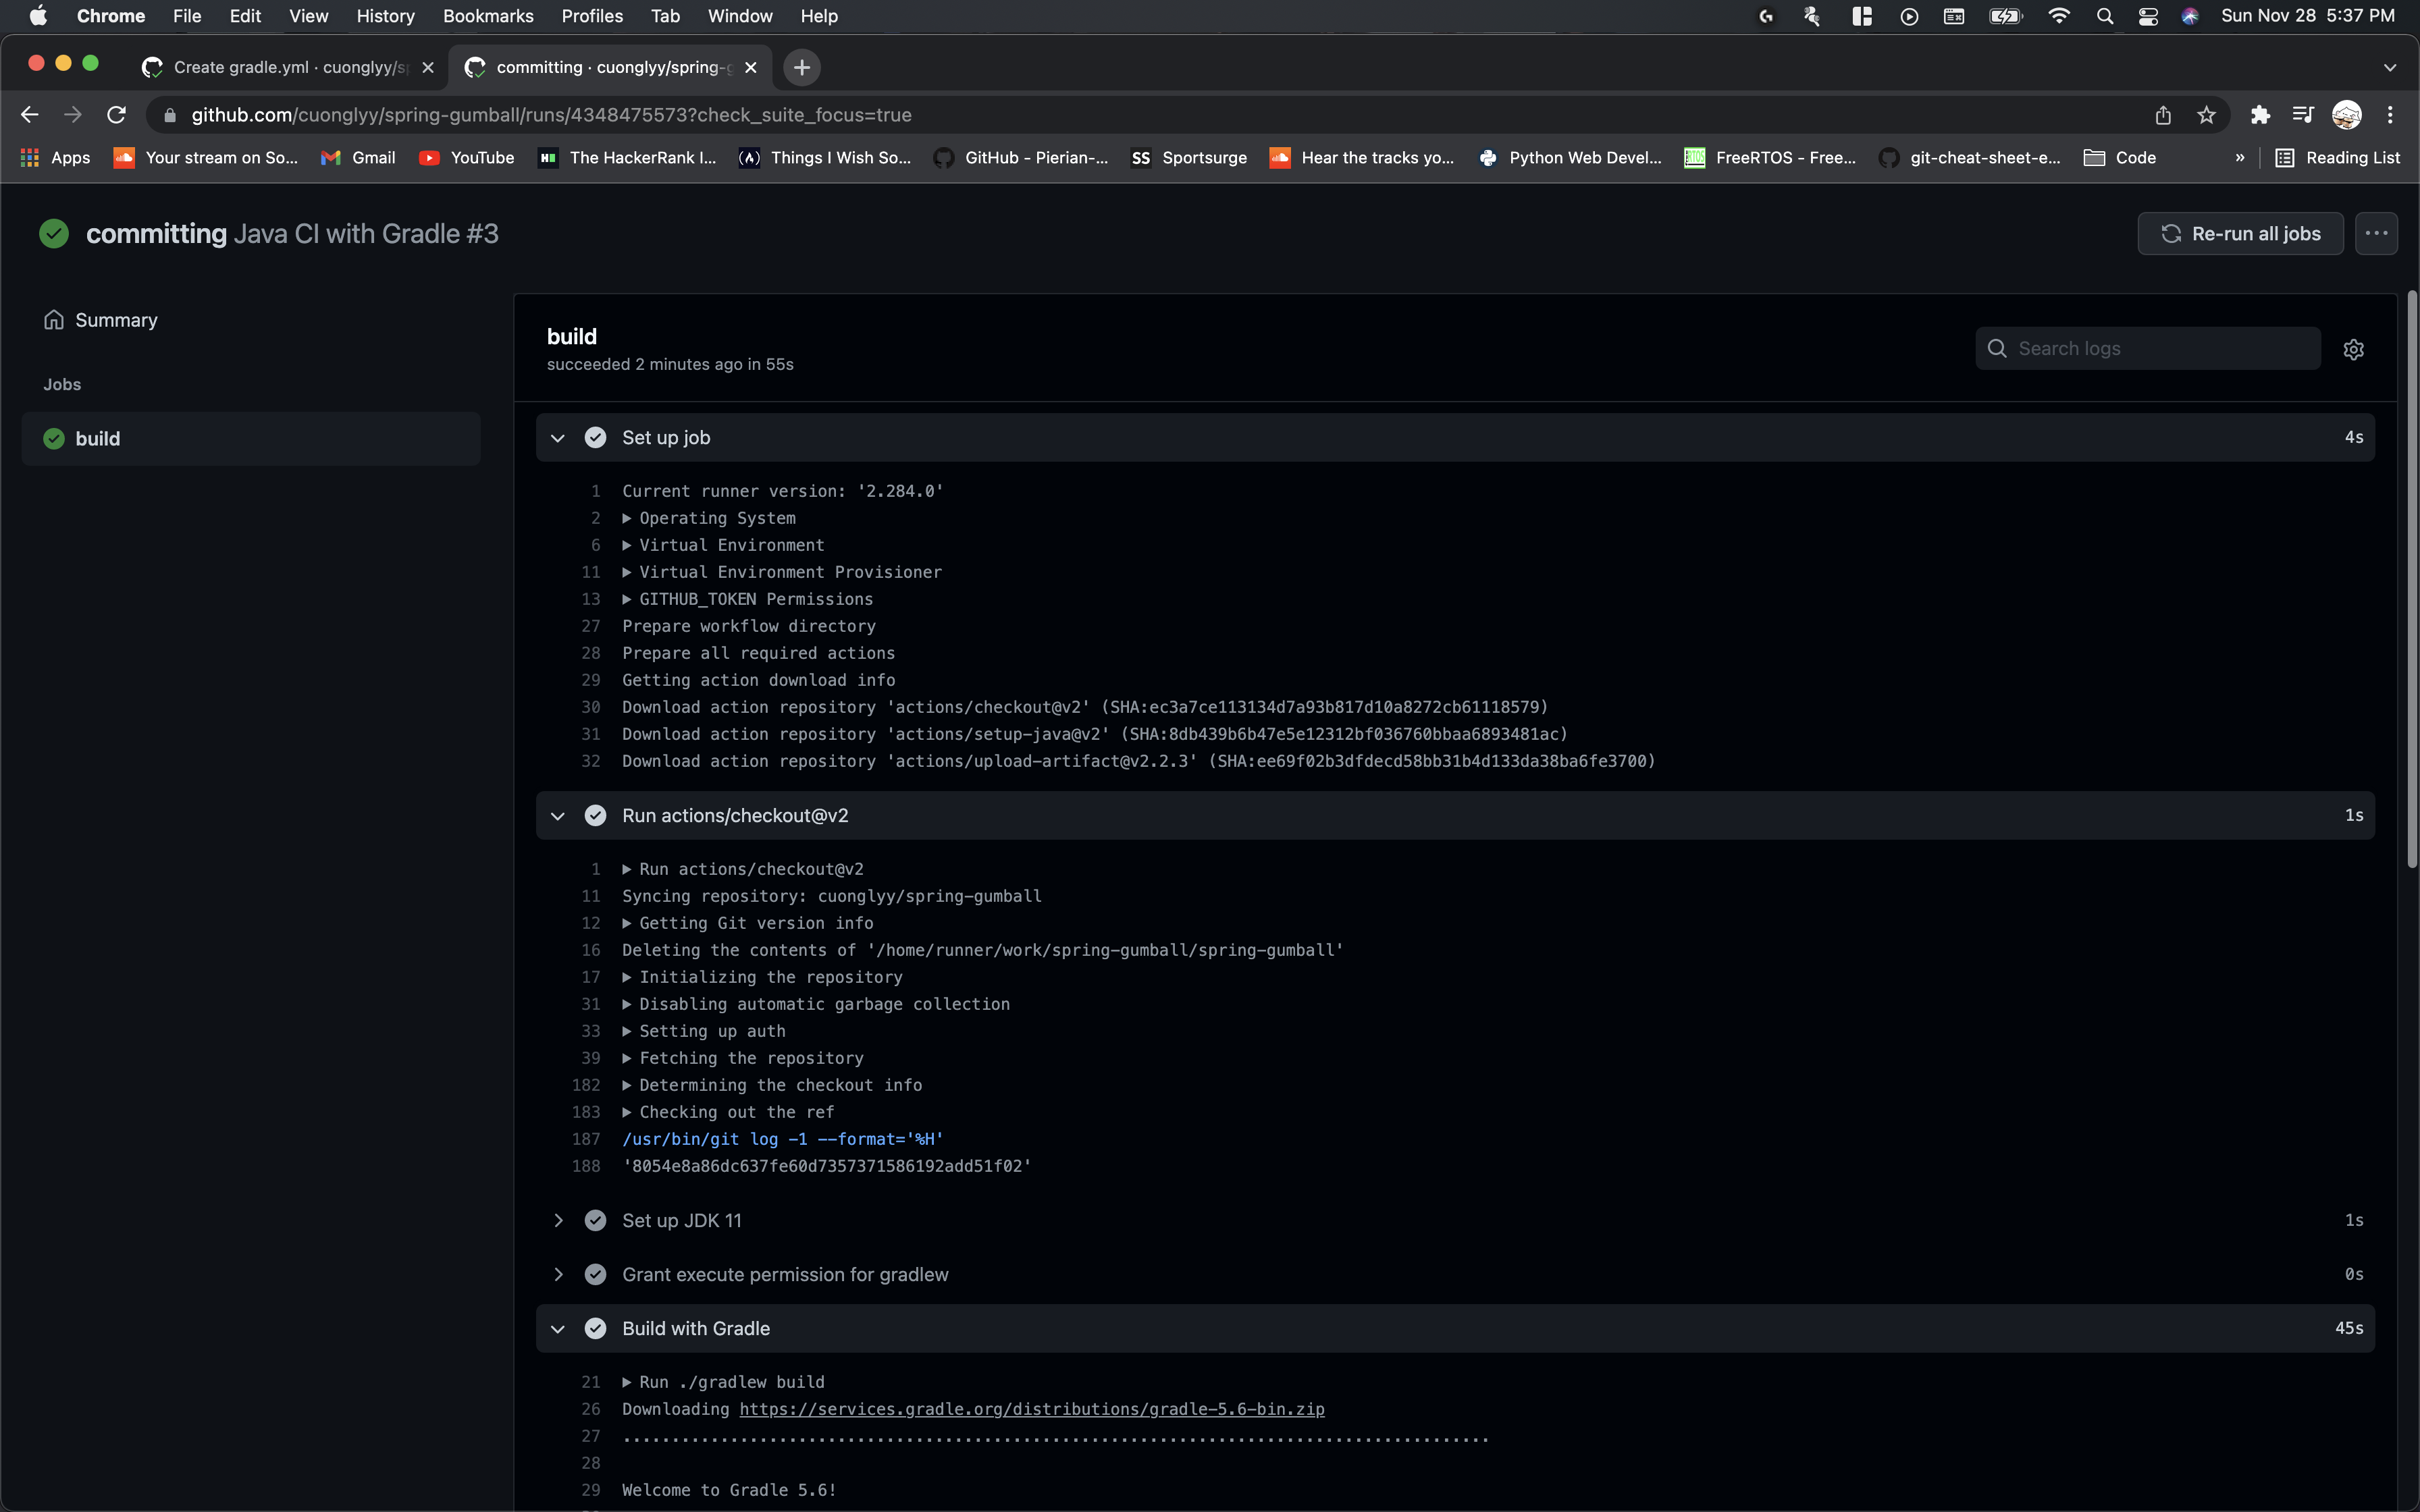 Chrome File Edit View History Bookmarks Profiles Tab Window Help Sun Nov 28 5:37 PM
Create gradle.yml · cuonglyy/sp committing · cuonglyy/spring-g
github.com/cuonglyy/spring-gumball/runs/4348475573?check_suite_focus=true
Apps Your stream on So... Gmail YouTube The HackerRank I... Things I Wish So... GitHub - Pierian-... Sportsurge Hear the tracks yo... Python Web Devel... FreeRTOS - Free... git-cheat-sheet-e... Code » Reading List
committing Java CI with Gradle #3 Re-run all jobs
Summary
Jobs
build
build
succeeded 2 minutes ago in 55s
Search logs
Set up job 4s
1 Current runner version: '2.284.0'
2 Operating System
6 Virtual Environment
11 Virtual Environment Provisioner
13 GITHUB_TOKEN Permissions
27 Prepare workflow directory
28 Prepare all required actions
29 Getting action download info
30 Download action repository 'actions/checkout@v2' (SHA:ec3a7ce113134d7a93b817d10a8272cb61118579)
31 Download action repository 'actions/setup-java@v2' (SHA:8db439b6b47e5e12312bf036760bbaa6893481ac)
32 Download action repository 'actions/upload-artifact@v2.2.3' (SHA:ee69f02b3dfdecd58bb31b4d133da38ba6fe3700)
Run actions/checkout@v2 1s
1 Run actions/checkout@v2
11 Syncing repository: cuonglyy/spring-gumball
12 Getting Git version info
16 Deleting the contents of '/home/runner/work/spring-gumball/spring-gumball'
17 Initializing the repository
31 Disabling automatic garbage collection
33 Setting up auth
39 Fetching the repository
182 Determining the checkout info
183 Checking out the ref
187 /usr/bin/git log -1 --format='%H'
188 '8054e8a86dc637fe60d7357371586192add51f02'
Set up JDK 11 1s
Grant execute permission for gradlew 0s
Build with Gradle 45s
21 Run ./gradlew build
26 Downloading https://services.gradle.org/distributions/gradle-5.6-bin.zip
27 .........................................................................................
28
29 Welcome to Gradle 5.6!